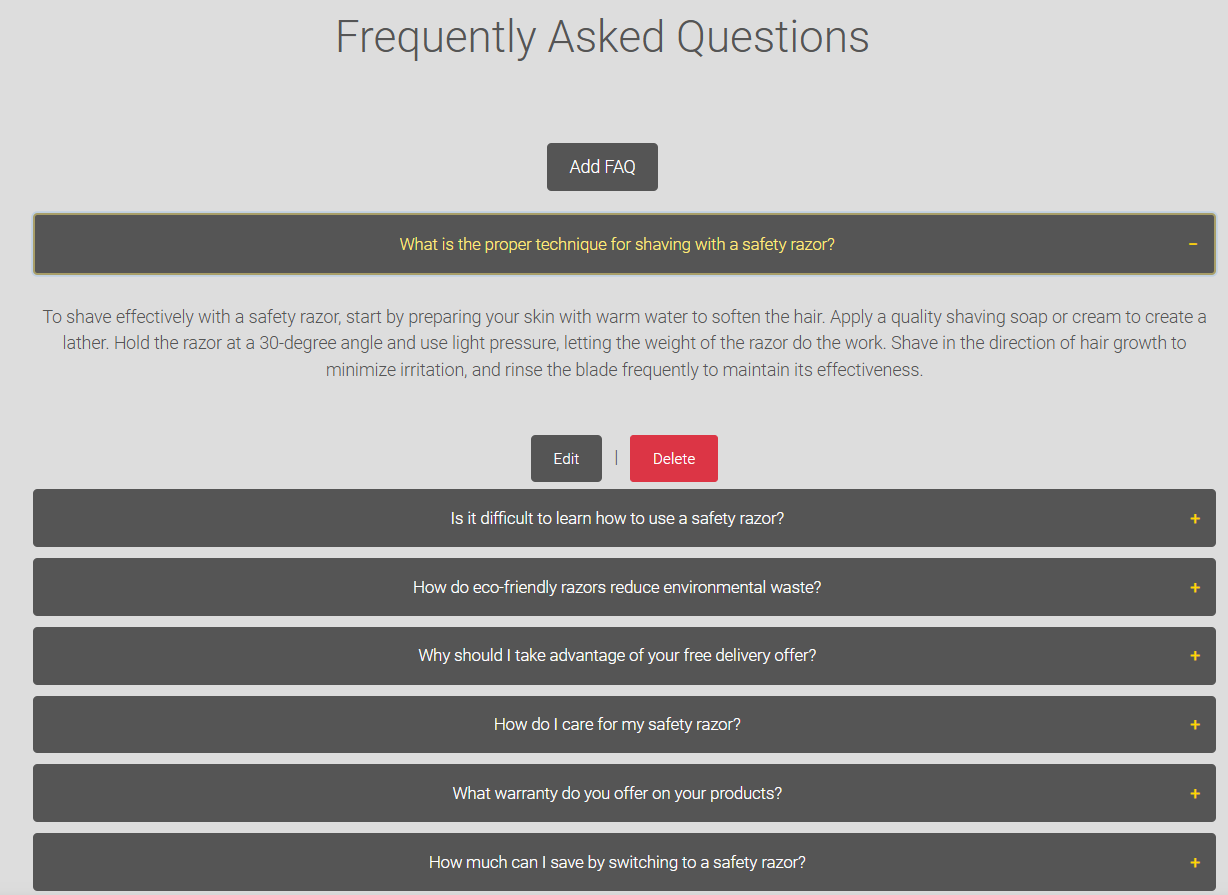 Frequently Asked Questions
Add FAQ
What is the proper technique for shaving with a safety razor? −
To shave effectively with a safety razor, start by preparing your skin with warm water to soften the hair. Apply a quality shaving soap or cream to create a
lather. Hold the razor at a 30-degree angle and use light pressure, letting the weight of the razor do the work. Shave in the direction of hair growth to
minimize irritation, and rinse the blade frequently to maintain its effectiveness.
Edit | Delete
Is it difficult to learn how to use a safety razor? +
How do eco-friendly razors reduce environmental waste? +
Why should I take advantage of your free delivery offer? +
How do I care for my safety razor? +
What warranty do you offer on your products? +
How much can I save by switching to a safety razor? +